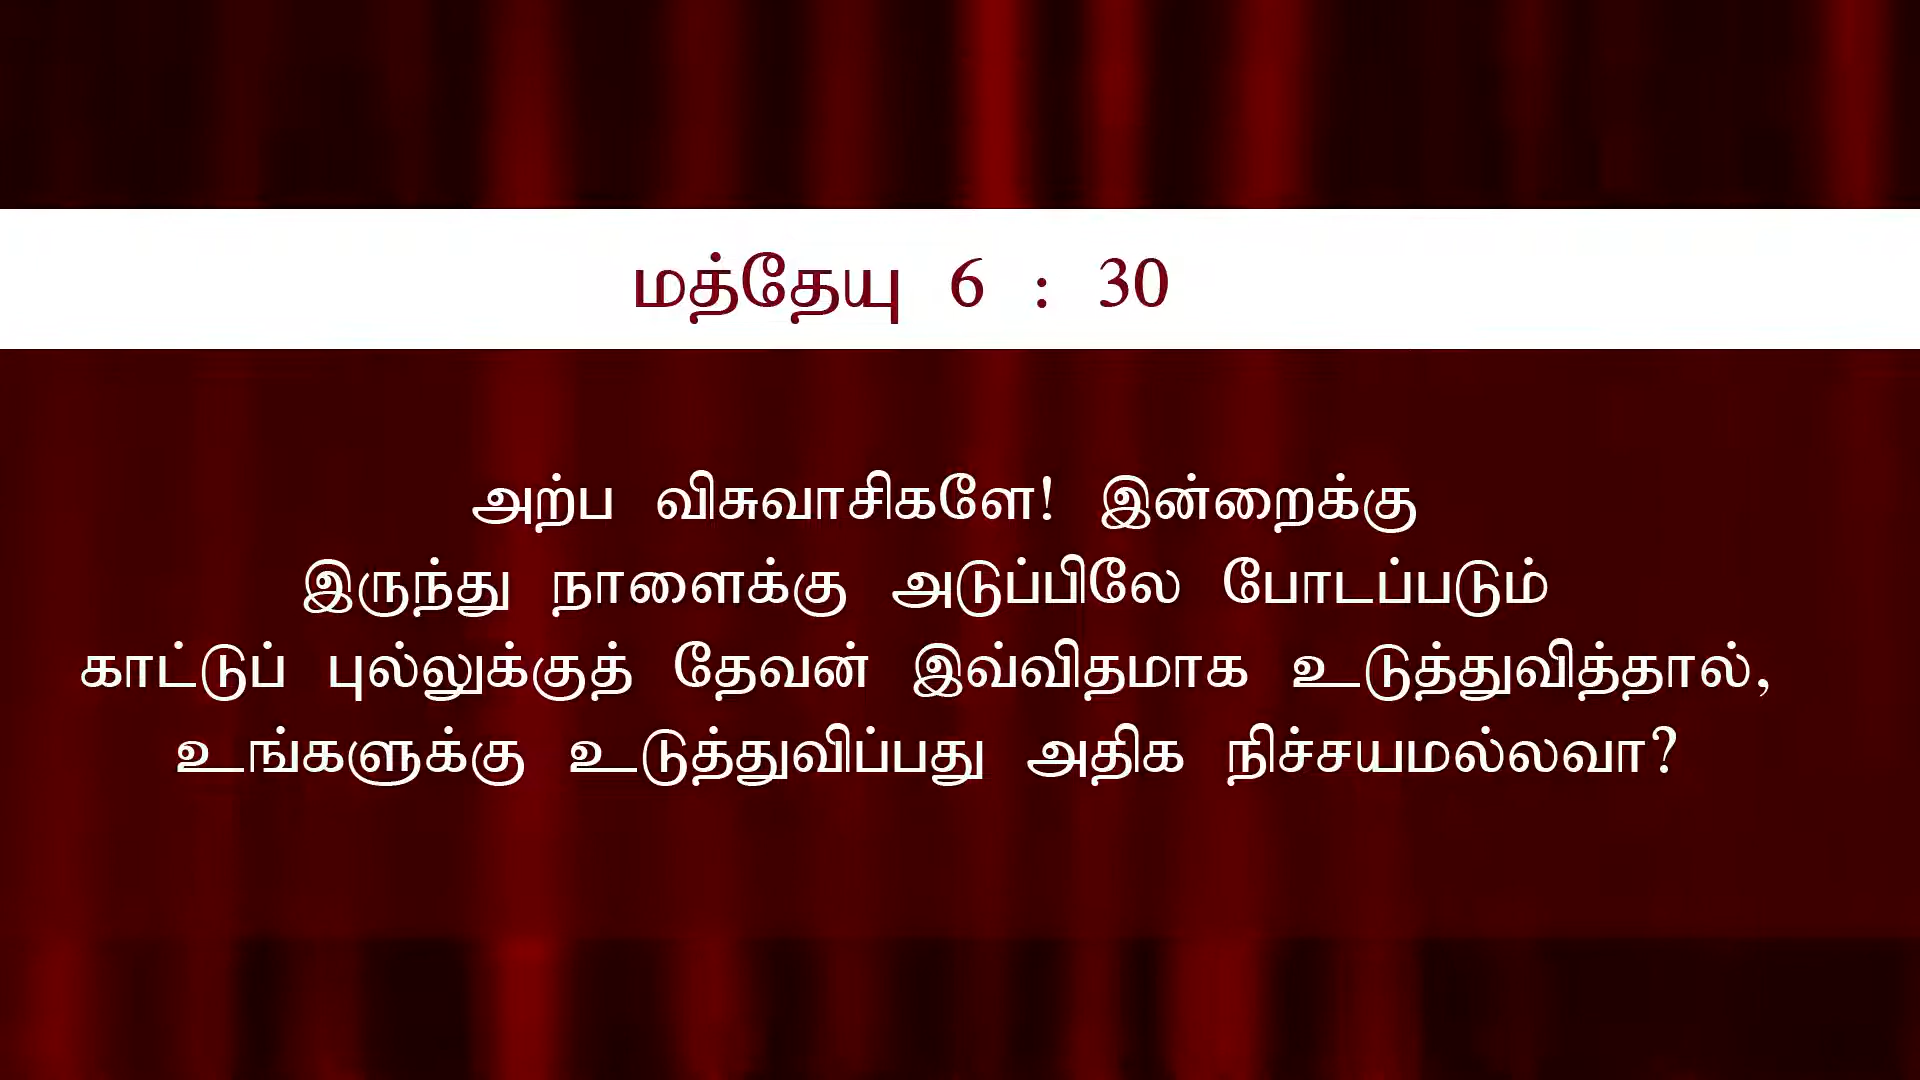 மத்தேயு 6 : 30
அற்ப விசுவாசிகளே! இன்றைக்கு
இருந்து நாளைக்கு அடுப்பிலே போடப்படும்
காட்டுப் புல்லுக்குத் தேவன் இவ்விதமாக உடுத்துவித்தால்,
உங்களுக்கு உடுத்துவிப்பது அதிக நிச்சயமல்லவா?